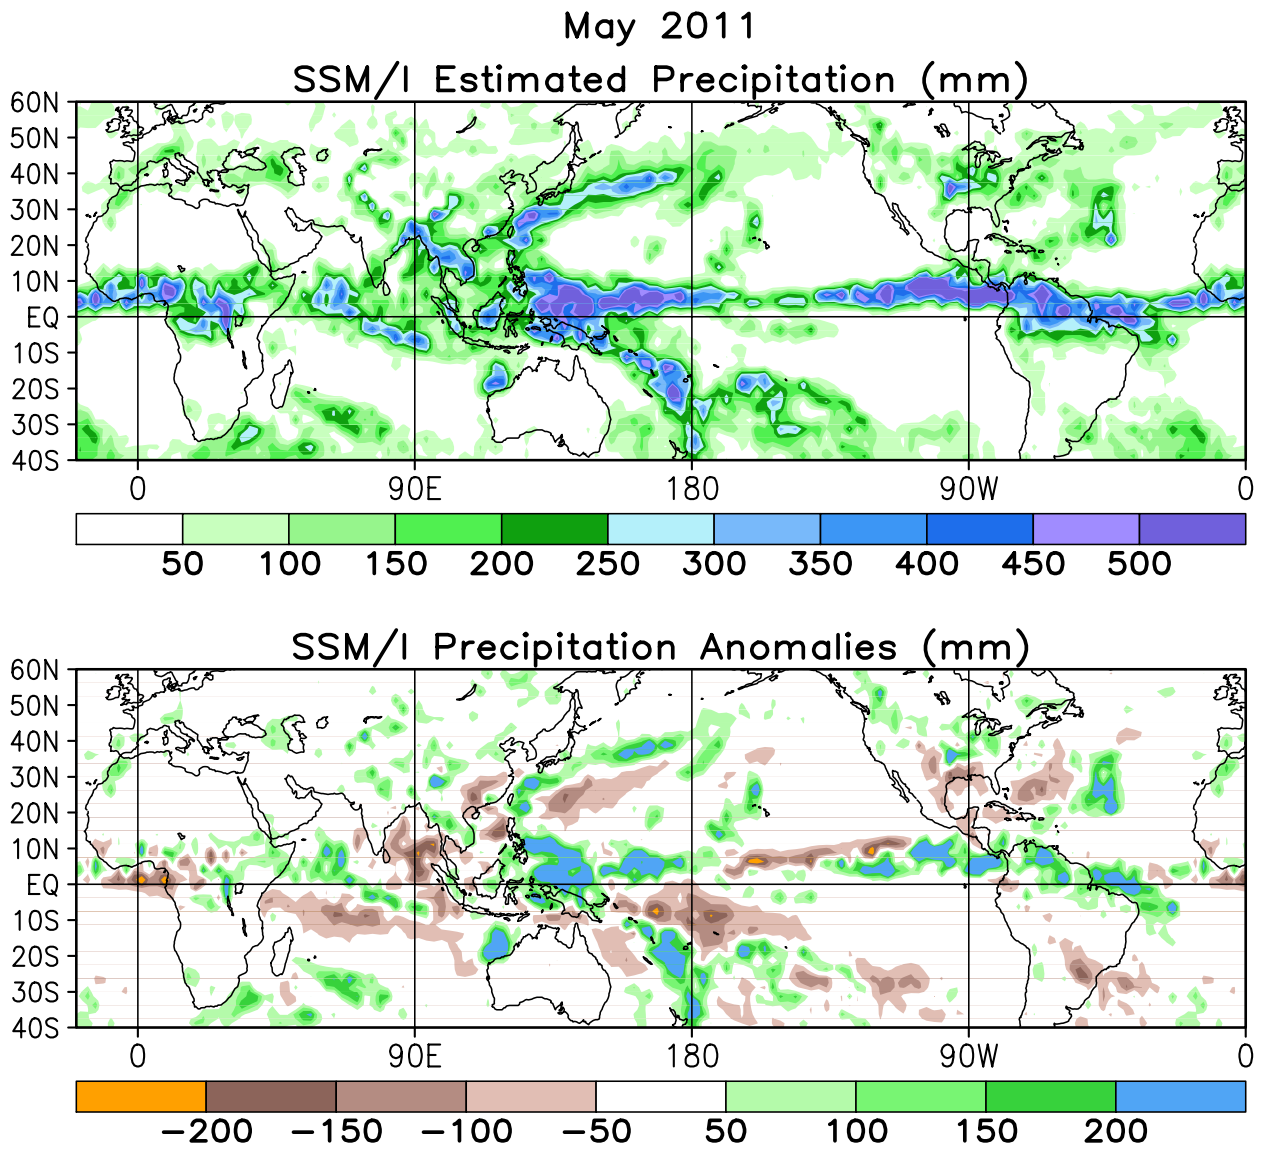 May 2011
SSM/I Estimated Precipitation (mm)
60N
50N
40N
30N
20N
10N
EQ
10S
20S
30S
40S
0 90E 180 90W 0
50 100 150 200 250 300 350 400 450 500
SSM/I Precipitation Anomalies (mm)
60N
50N
40N
30N
20N
10N
EQ
10S
20S
30S
40S
0 90E 180 90W 0
−200 −150 −100 −50 50 100 150 200